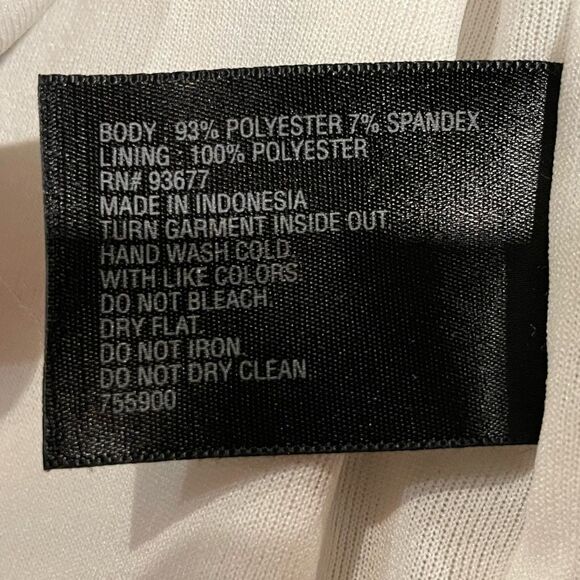 BODY : 93% POLYESTER 7% SPANDEX
LINING : 100% POLYESTER
RN# 93677
MADE IN INDONESIA
TURN GARMENT INSIDE OUT.
HAND WASH COLD.
WITH LIKE COLORS.
DO NOT BLEACH.
DRY FLAT.
DO NOT IRON.
DO NOT DRY CLEAN.
755900